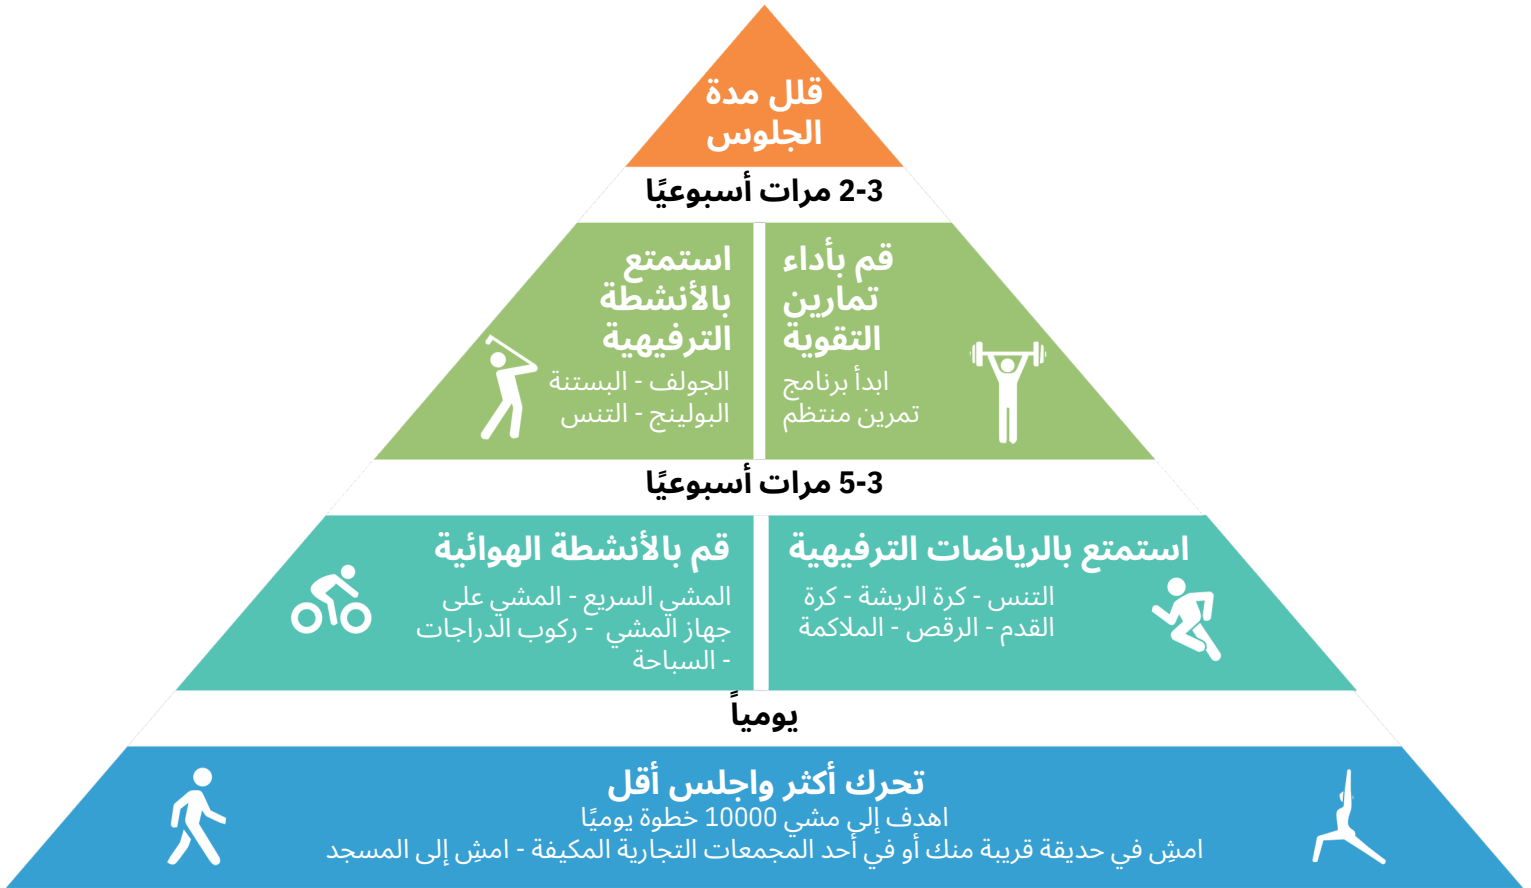 قلل مدة
الجلوس
2-3 مرات أسبوعيًا
قم بأداء
تمارين
التقوية
ابدأ برنامج
تمرين منتظم
استمتع
بالأنشطة
الترفيهية
الجولف - البستنة
البولينج - التنس
5-3 مرات أسبوعيًا
استمتع بالرياضات الترفيهية
التنس - كرة الريشة - كرة
القدم - الرقص - الملاكمة
قم بالأنشطة الهوائية
المشي السريع - المشي على
جهاز المشي - ركوب الدراجات
- السباحة
يومياً
تحرك أكثر واجلس أقل
اهدف إلى مشي 10000 خطوة يوميًا
امشِ في حديقة قريبة منك أو في أحد المجمعات التجارية المكيفة - امشِ إلى المسجد